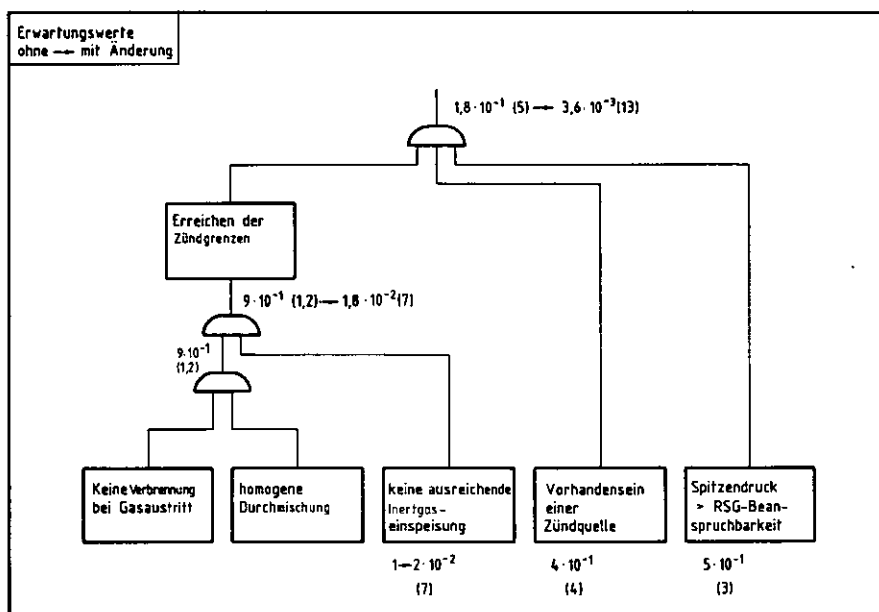 Erwartungswerte
ohne → mit Änderung
1,8·10⁻¹ (5) → 3,6·10⁻³(13)
Erreichen der
Zündgrenzen
9·10⁻¹ (1,2) → 1,8·10⁻²(7)
9·10⁻¹
(1,2)
Keine Verbrennung
bei Gasaustritt
homogene
Durchmischung
keine ausreichende
Inertgas-
einspeisung
Vorhandensein
einer
Zündquelle
Spitzendruck
> RSG-Bean-
spruchbarkeit
1→2·10⁻²
(7)
4·10⁻¹
(4)
5·10⁻¹
(3)